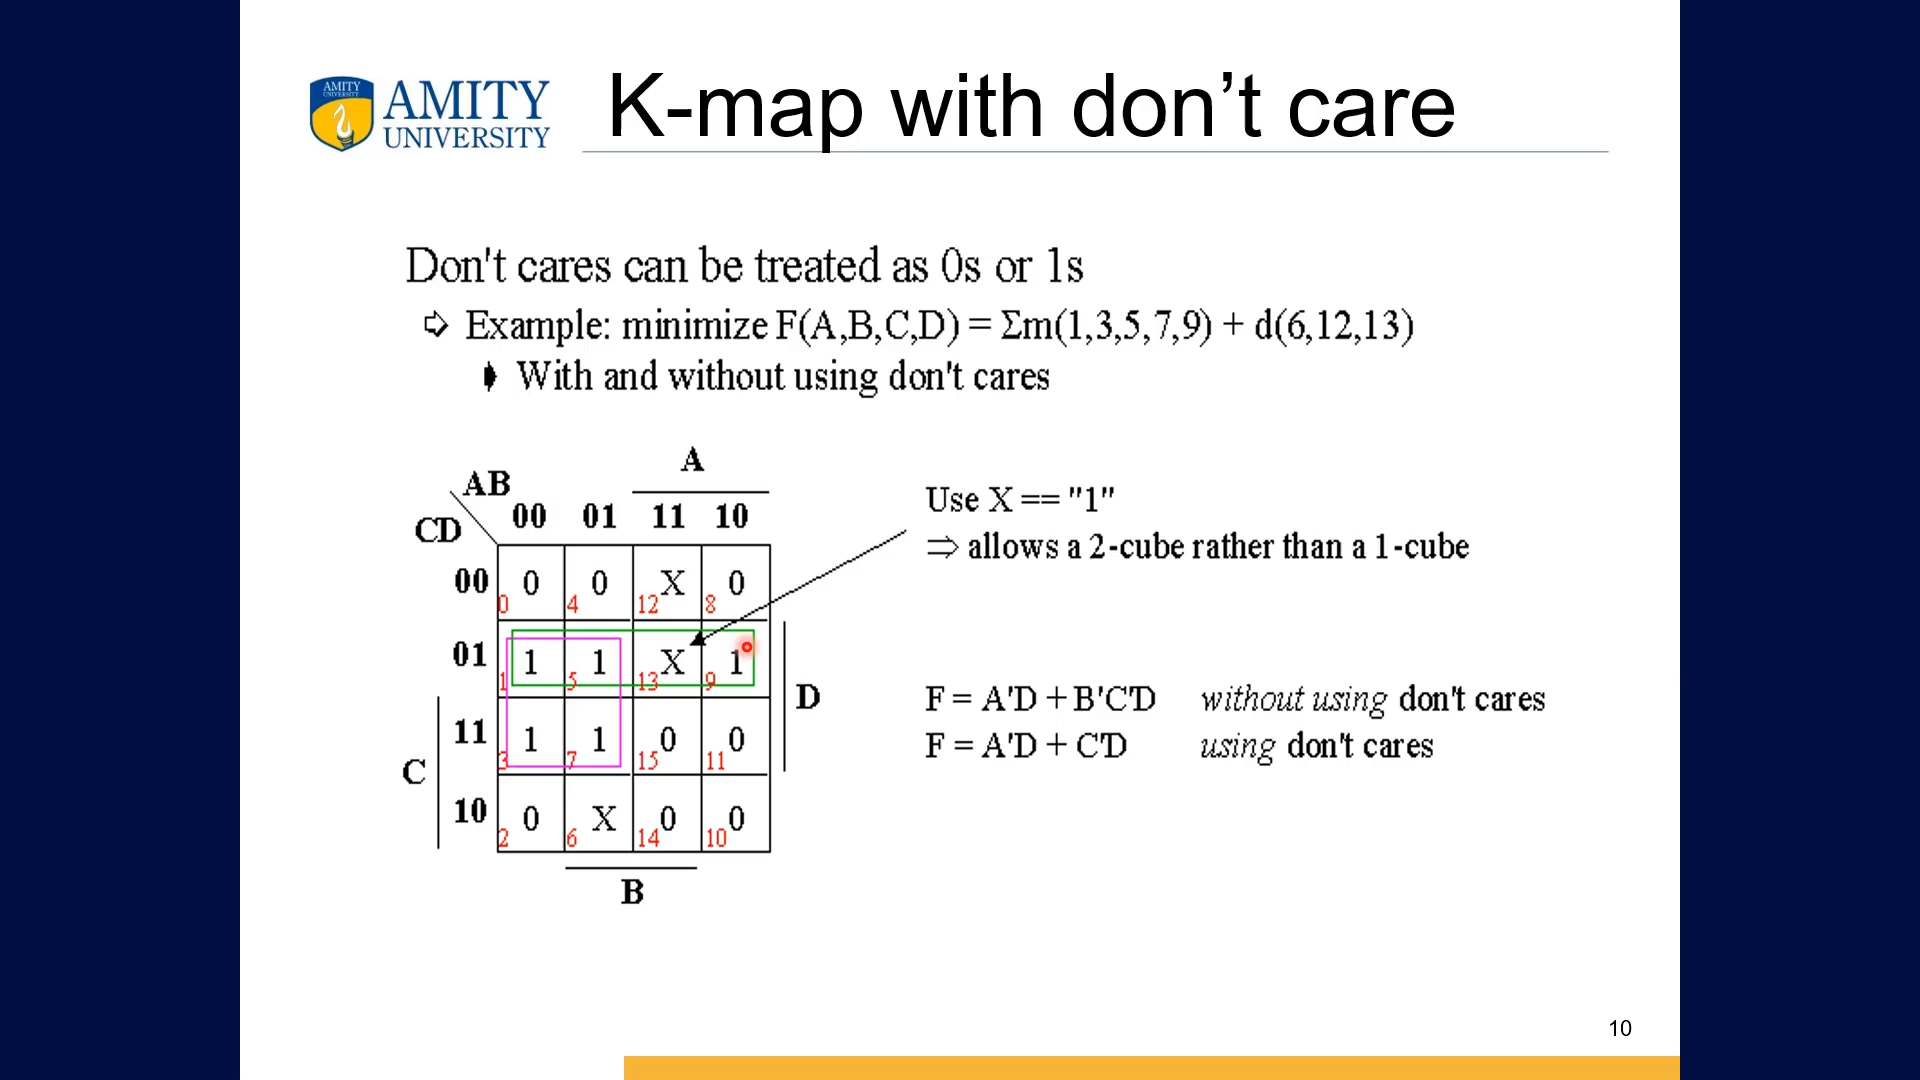 AMITY
UNIVERSITY
AMITY
UNIVERSITY
K-map with don’t care
Don't cares can be treated as 0s or 1s
Example: minimize F(A,B,C,D) = Σm(1,3,5,7,9) + d(6,12,13)
With and without using don't cares
A
AB
00 01 11 10
CD
00 0 0 X 0
0 4 12 8
01 1 1 X 1
1 5 13 9
D
11 1 1 0 0
3 7 15 11
C
10 0 X 0 0
2 6 14 10
B
Use X == "1"
⇒ allows a 2-cube rather than a 1-cube
F = A'D + B'C'D without using don't cares
F = A'D + C'D using don't cares
10